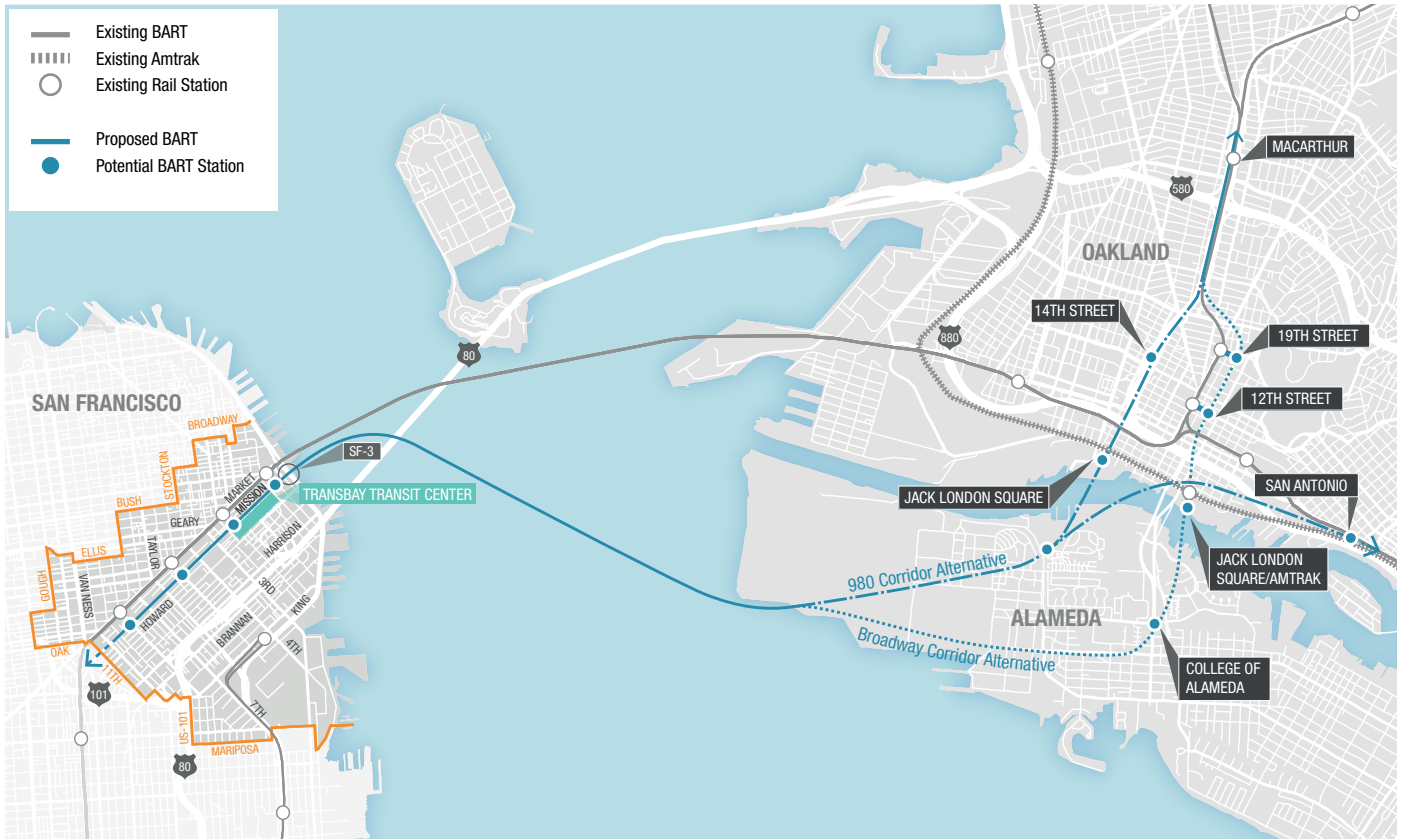 Existing BART
Existing Amtrak
Existing Rail Station
Proposed BART
Potential BART Station
MACARTHUR
580
OAKLAND
14TH STREET
880
19TH STREET
80
SAN FRANCISCO
BROADWAY
12TH STREET
STOCKTON
SF-3
MARKET
MISSION
TRANSBAY TRANSIT CENTER
BUSH
SAN ANTONIO
JACK LONDON SQUARE
GEARY
HARRISON
TAYLOR
ELLIS
JACK LONDON
SQUARE/AMTRAK
980 Corridor Alternative
GOUGH
VAN NESS
3RD
KING
HOWARD
BRANNAN
ALAMEDA
4TH
Broadway Corridor Alternative
OAK
11TH
COLLEGE OF
ALAMEDA
101
7TH
US-101
MARIPOSA
80